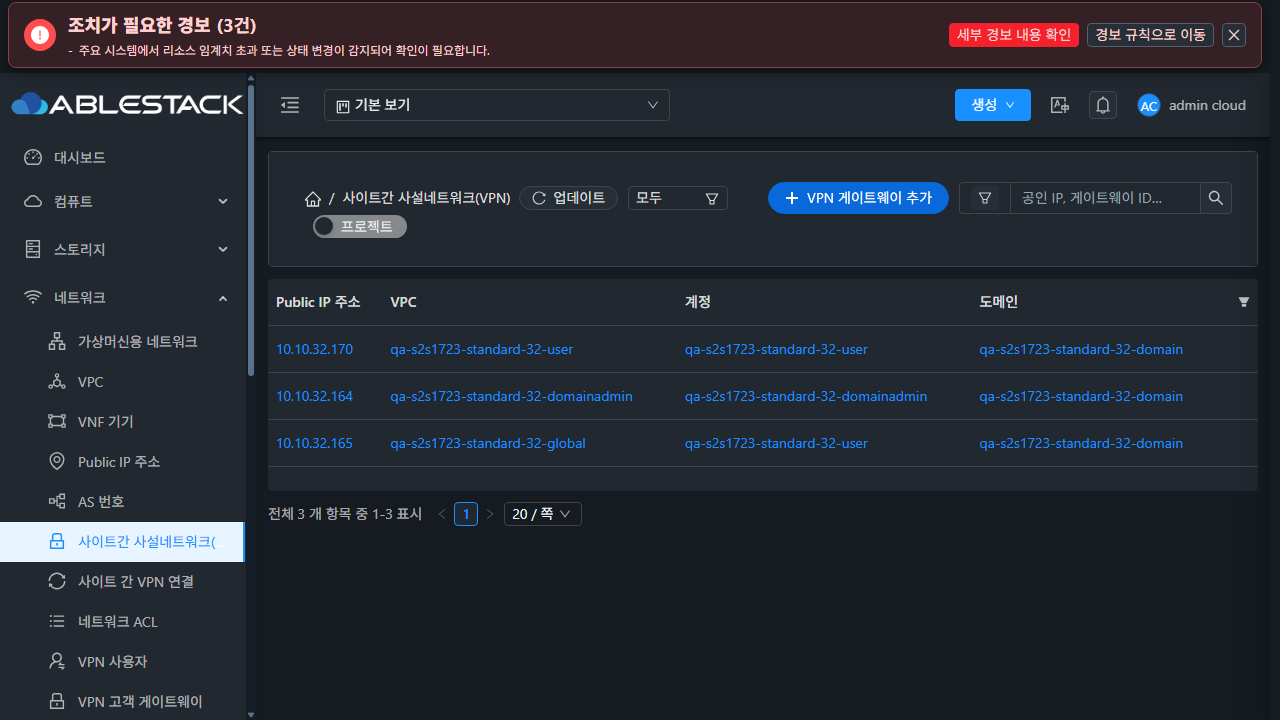 조치가 필요한 경보 (3건)
- 주요 시스템에서 리소스 임계치 초과 또는 상태 변경이 감지되어 확인이 필요합니다.
세부 경보 내용 확인
경보 규칙으로 이동
ABLESTACK
기본 보기
생성
AC
admin cloud
대시보드
컴퓨트
스토리지
네트워크
가상머신용 네트워크
VPC
VNF 기기
Public IP 주소
AS 번호
사이트간 사설네트워크(
사이트 간 VPN 연결
네트워크 ACL
VPN 사용자
VPN 고객 게이트웨이
/ 사이트간 사설네트워크(VPN)
업데이트
모두
프로젝트
VPN 게이트웨이 추가
공인 IP, 게이트웨이 ID...
Public IP 주소 VPC 계정 도메인
10.10.32.170 qa-s2s1723-standard-32-user qa-s2s1723-standard-32-user qa-s2s1723-standard-32-domain
10.10.32.164 qa-s2s1723-standard-32-domainadmin qa-s2s1723-standard-32-domainadmin qa-s2s1723-standard-32-domain
10.10.32.165 qa-s2s1723-standard-32-global qa-s2s1723-standard-32-user qa-s2s1723-standard-32-domain
전체 3 개 항목 중 1-3 표시
1
20 / 쪽